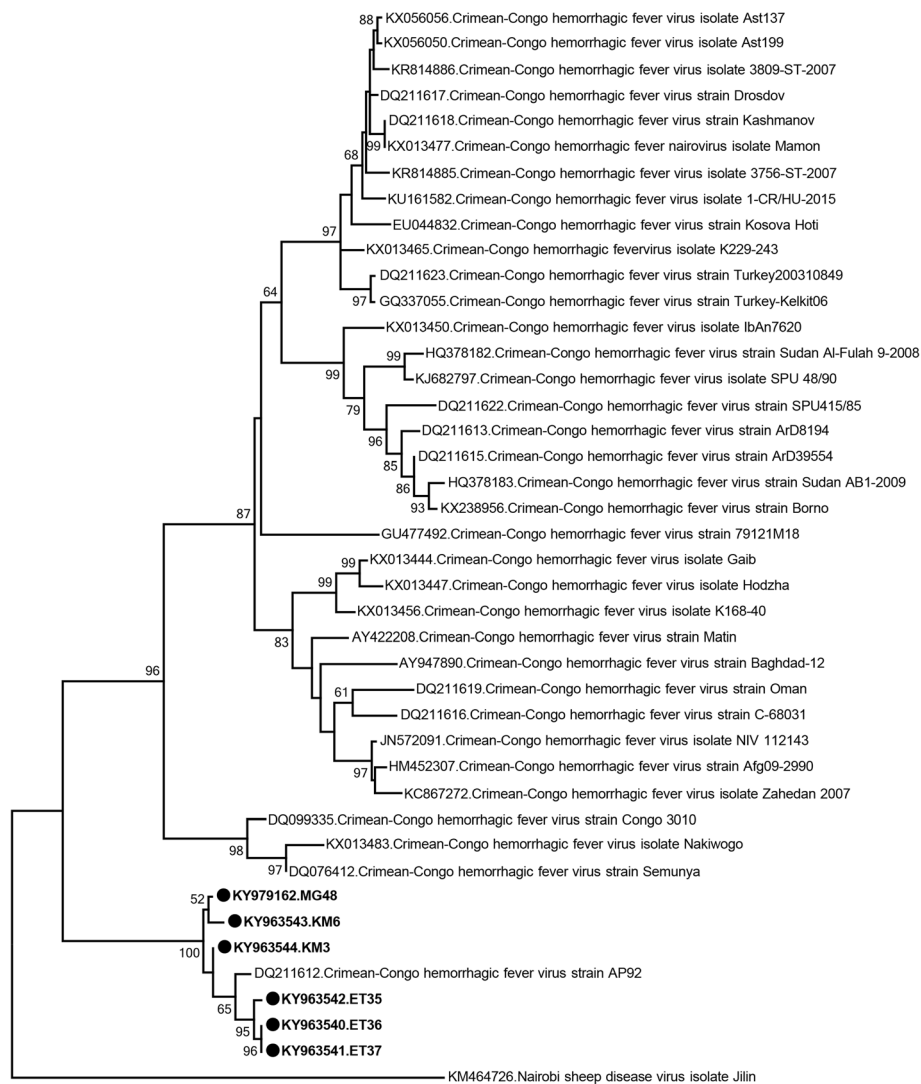 88 KX056056.Crimean-Congo hemorrhagic fever virus isolate Ast137
KX056050.Crimean-Congo hemorrhagic fever virus isolate Ast199
KR814886.Crimean-Congo hemorrhagic fever virus isolate 3809-ST-2007
DQ211617.Crimean-Congo hemorrhagic fever virus strain Drosdov
DQ211618.Crimean-Congo hemorrhagic fever virus strain Kashmanov
99 KX013477.Crimean-Congo hemorrhagic fever nairovirus isolate Mamon
68
KR814885.Crimean-Congo hemorrhagic fever virus isolate 3756-ST-2007
KU161582.Crimean-Congo hemorrhagic fever virus isolate 1-CR/HU-2015
EU044832.Crimean-Congo hemorrhagic fever virus strain Kosova Hoti
97
KX013465.Crimean-Congo hemorrhagic fevervirus isolate K229-243
DQ211623.Crimean-Congo hemorrhagic fever virus strain Turkey200310849
97 GQ337055.Crimean-Congo hemorrhagic fever virus strain Turkey-Kelkit06
64
KX013450.Crimean-Congo hemorrhagic fever virus isolate IbAn7620
99 HQ378182.Crimean-Congo hemorrhagic fever virus strain Sudan Al-Fulah 9-2008
99
KJ682797.Crimean-Congo hemorrhagic fever virus isolate SPU 48/90
79
DQ211622.Crimean-Congo hemorrhagic fever virus strain SPU415/85
96
DQ211613.Crimean-Congo hemorrhagic fever virus strain ArD8194
85
DQ211615.Crimean-Congo hemorrhagic fever virus strain ArD39554
86
HQ378183.Crimean-Congo hemorrhagic fever virus strain Sudan AB1-2009
93 KX238956.Crimean-Congo hemorrhagic fever virus strain Borno
87
GU477492.Crimean-Congo hemorrhagic fever virus strain 79121M18
99 KX013444.Crimean-Congo hemorrhagic fever virus isolate Gaib
99
KX013447.Crimean-Congo hemorrhagic fever virus isolate Hodzha
KX013456.Crimean-Congo hemorrhagic fever virus isolate K168-40
83
AY422208.Crimean-Congo hemorrhagic fever virus strain Matin
AY947890.Crimean-Congo hemorrhagic fever virus strain Baghdad-12
96
61 DQ211619.Crimean-Congo hemorrhagic fever virus strain Oman
DQ211616.Crimean-Congo hemorrhagic fever virus strain C-68031
JN572091.Crimean-Congo hemorrhagic fever virus isolate NIV 112143
97 HM452307.Crimean-Congo hemorrhagic fever virus strain Afg09-2990
KC867272.Crimean-Congo hemorrhagic fever virus isolate Zahedan 2007
DQ099335.Crimean-Congo hemorrhagic fever virus strain Congo 3010
98
KX013483.Crimean-Congo hemorrhagic fever virus isolate Nakiwogo
97 DQ076412.Crimean-Congo hemorrhagic fever virus strain Semunya
52 KY979162.MG48
KY963543.KM6
100 KY963544.KM3
DQ211612.Crimean-Congo hemorrhagic fever virus strain AP92
65 KY963542.ET35
95 KY963540.ET36
96 KY963541.ET37
KM464726.Nairobi sheep disease virus isolate Jilin